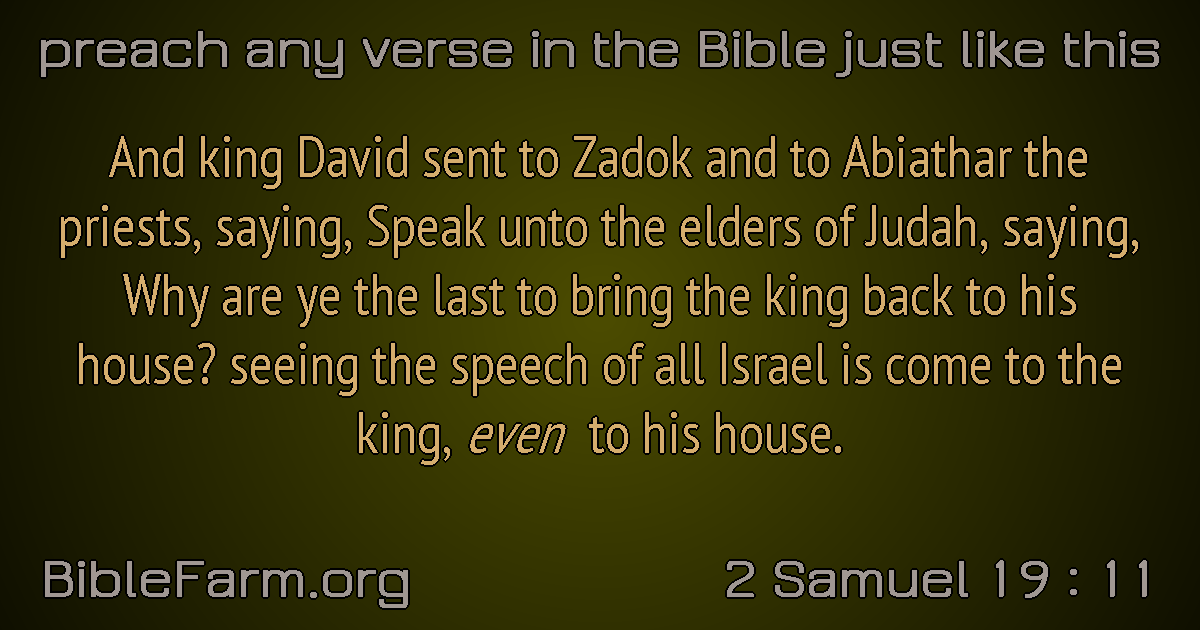 preach any verse in the Bible just like this
And king David sent to Zadok and to Abiathar the
priests, saying, Speak unto the elders of Judah, saying,
Why are ye the last to bring the king back to his
house? seeing the speech of all Israel is come to the
king, even to his house.
BibleFarm.org
2 Samuel 19 : 11